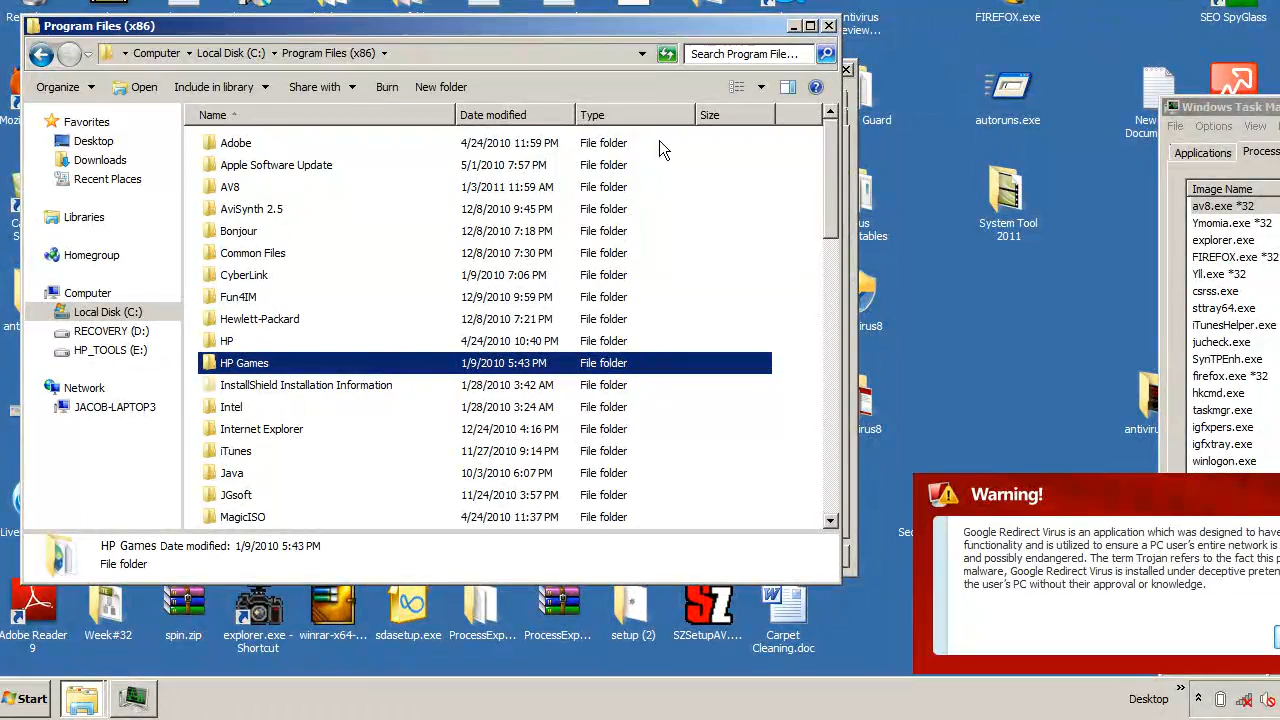 Program Files (x86)
Computer
Local Disk (C:)
Program Files (x86)
Search Program File...
Organize
Open
Include in library
Share with
Burn
New folder
Name
Date modified
Type
Size
Favorites
Desktop
Downloads
Recent Places
Libraries
Homegroup
Computer
Local Disk (C:)
RECOVERY (D:)
HP_TOOLS (E:)
Network
JACOB-LAPTOP3
Adobe 4/24/2010 11:59 PM File folder
Apple Software Update 5/1/2010 7:57 PM File folder
AV8 1/3/2011 11:59 AM File folder
AviSynth 2.5 12/8/2010 9:45 PM File folder
Bonjour 12/8/2010 7:18 PM File folder
Common Files 12/8/2010 7:30 PM File folder
CyberLink 1/9/2010 7:06 PM File folder
Fun4IM 12/9/2010 9:59 PM File folder
Hewlett-Packard 12/8/2010 7:21 PM File folder
HP 4/24/2010 10:40 PM File folder
HP Games 1/9/2010 5:43 PM File folder
InstallShield Installation Information 1/28/2010 3:42 AM File folder
Intel 1/28/2010 3:24 AM File folder
Internet Explorer 12/24/2010 4:16 PM File folder
iTunes 11/27/2010 9:14 PM File folder
Java 10/3/2010 6:07 PM File folder
JGsoft 11/24/2010 3:57 PM File folder
MagicISO 4/24/2010 11:37 PM File folder
HP Games Date modified: 1/9/2010 5:43 PM
File folder
FIREFOX.exe
SEO SpyGlass
autoruns.exe
System Tool
2011
Guard
Windows Task Ma
File
Options
View
Applications
Process
Image Name
av8.exe *32
Ymomia.exe
explorer.exe
FIREFOX.exe *32
Yll.exe *32
csrss.exe
sttray64.exe
iTunesHelper.exe
jucheck.exe
SynTPEnh.exe
firefox.exe *32
hkcmd.exe
taskmgr.exe
igfxpers.exe
igfxtray.exe
winlogon.exe
Warning!
Google Redirect Virus is an application which was designed to have
functionality and is utilized to ensure a PC user's entire network is
and possibly endangered. The term Trojan refers to the fact this p
malware, Google Redirect Virus is installed under deceptive preten
the user's PC without their approval or knowledge.
Adobe Reader
9
Week#32
spin.zip
explorer.exe -
Shortcut
winrar-x64-...
sdasetup.exe
ProcessExp...
ProcessExp...
setup (2)
SZ
SZSetupAV....
Carpet
Cleaning.doc
Start
Desktop